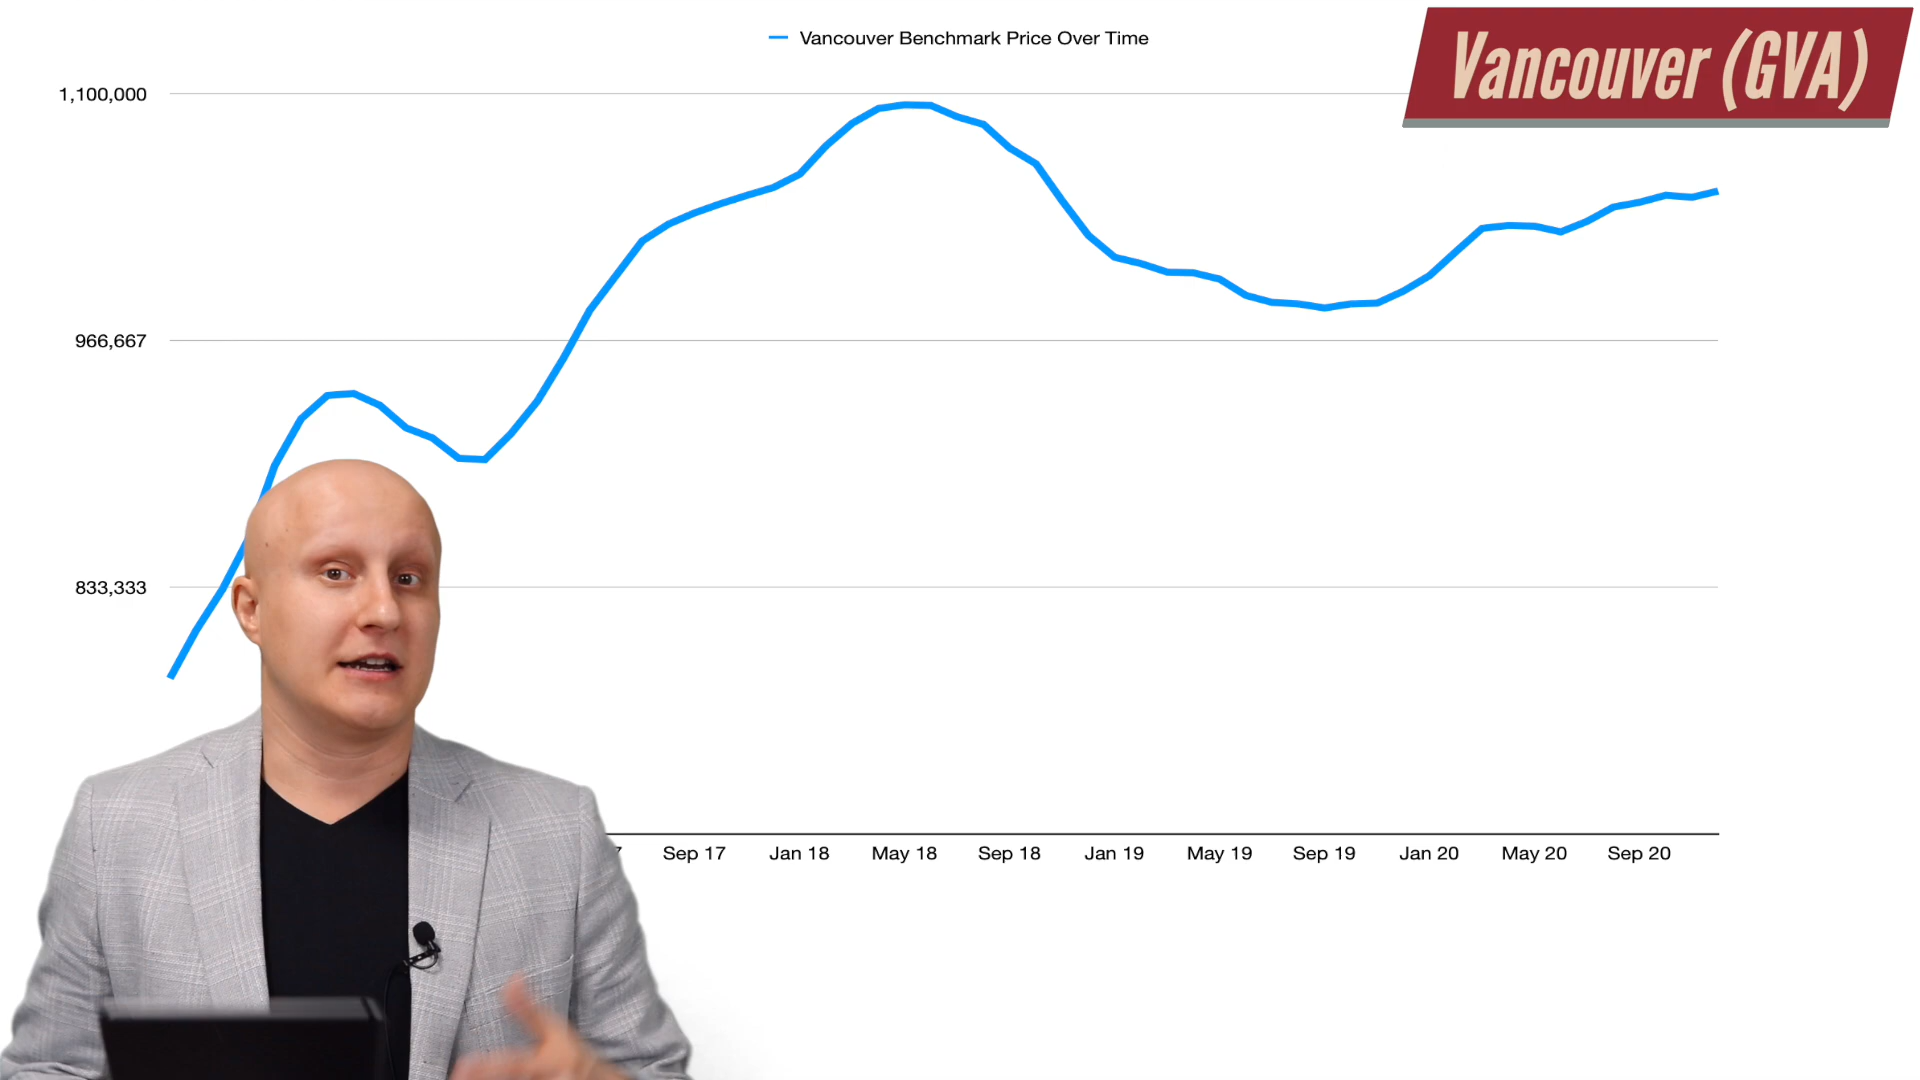 Vancouver Benchmark Price Over Time
Vancouver (GVA)
1,100,000
966,667
833,333
Sep 17 Jan 18 May 18 Sep 18 Jan 19 May 19 Sep 19 Jan 20 May 20 Sep 20